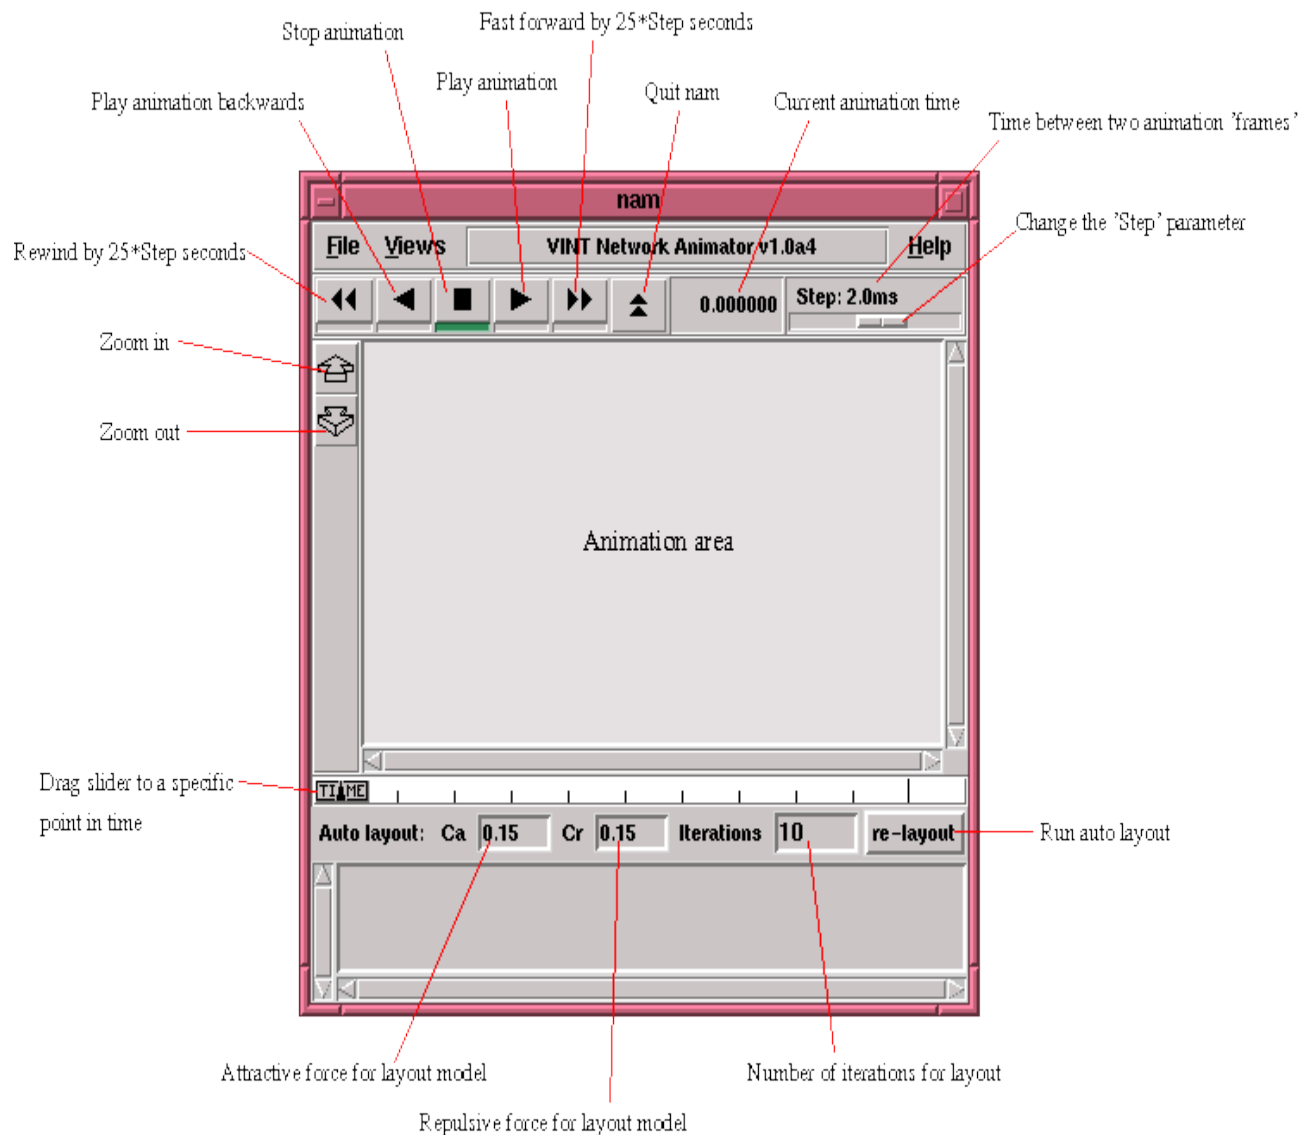 Fast forward by 25*Step seconds
Stop animation
Play animation
Quit nam
Play animation backwards
Current animation time
Time between two animation 'frames'
nam
Change the 'Step' parameter
File Views VINT Network Animator v1.0a4 Help
Rewind by 25*Step seconds
0.000000
Step: 2.0ms
Zoom in
Zoom out
Animation area
Drag slider to a specific
point in time
TIME
Auto layout: Ca 0.15 Cr 0.15 Iterations 10 re-layout
Run auto layout
Attractive force for layout model
Number of iterations for layout
Repulsive force for layout model